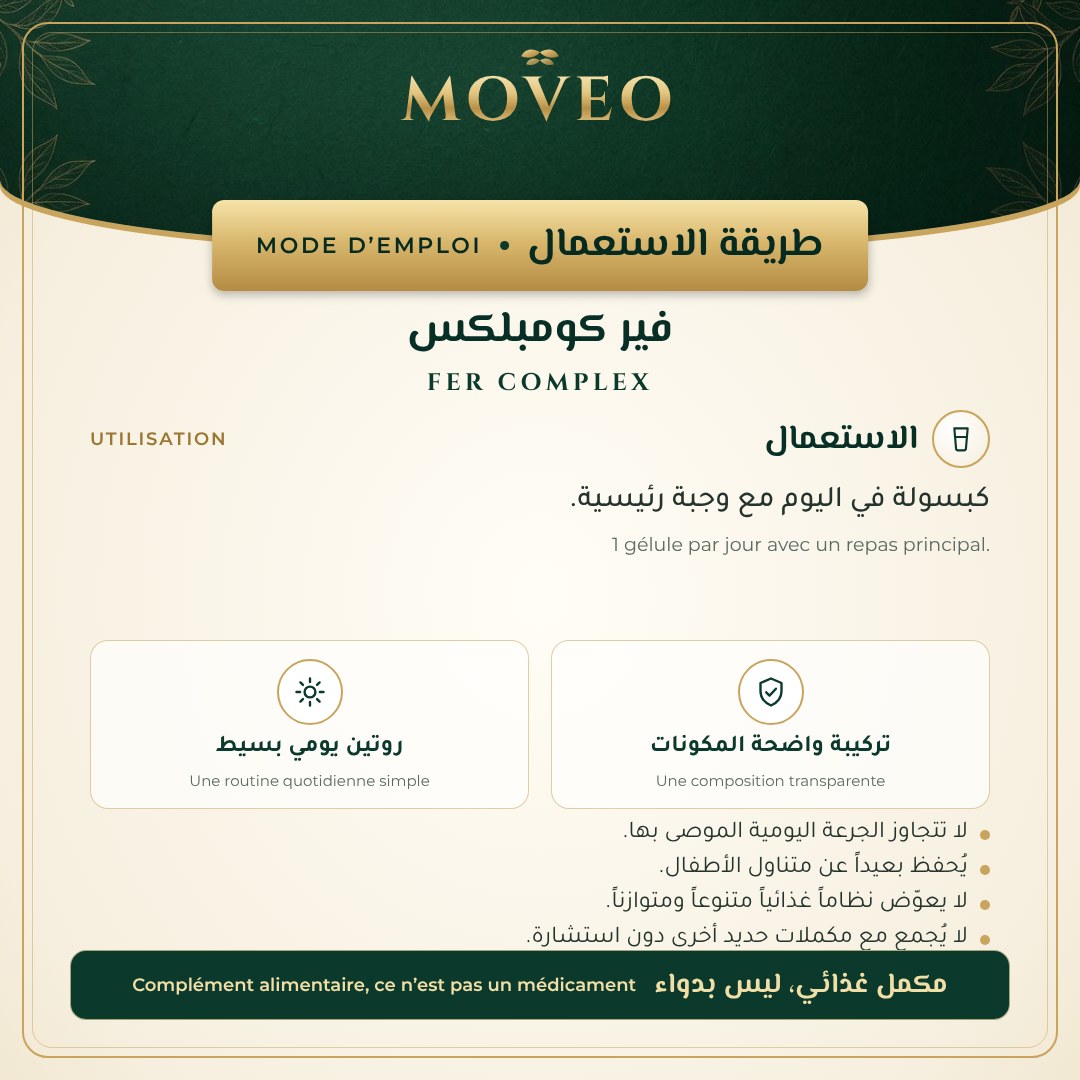 MOVEO
طريقة الاستعمال • MODE D’EMPLOI
فير كومبلكس
FER COMPLEX
الاستعمال
UTILISATION
كبسولة في اليوم مع وجبة رئيسية.
1 gélule par jour avec un repas principal.
تركيبة واضحة المكونات
Une composition transparente
روتين يومي بسيط
Une routine quotidienne simple
لا تتجاوز الجرعة اليومية الموصى بها.
يُحفظ بعيداً عن متناول الأطفال.
لا يعوّض نظاماً غذائياً متنوعاً ومتوازناً.
لا يُجمع مع مكملات حديد أخرى دون استشارة.
مكمل غذائي، ليس بدواء Complément alimentaire, ce n’est pas un médicament